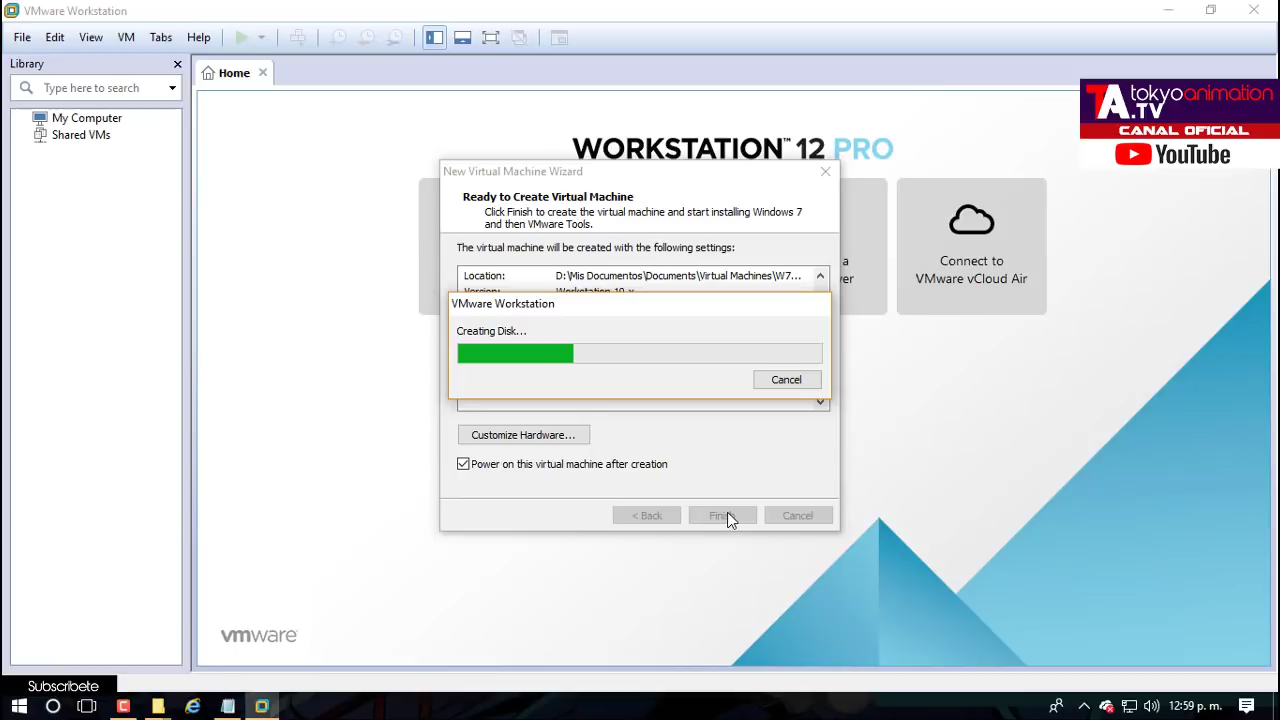 VMware Workstation
File Edit View VM Tabs Help
Library
Type here to search
My Computer
Shared VMs
Home
TA.TV tokyoanimation
CANAL OFICIAL
YouTube
WORKSTATION™ 12 PRO
New Virtual Machine Wizard
Ready to Create Virtual Machine
Click Finish to create the virtual machine and start installing Windows 7
and then VMware Tools.
The virtual machine will be created with the following settings:
Location: D:\Mis Documentos\Documents\Virtual Machines\W7...
VMware Workstation
Creating Disk...
Cancel
Customize Hardware...
Power on this virtual machine after creation
< Back
Cancel
a
Connect to
VMware vCloud Air
vmware
Subscribete
12:59 p. m.